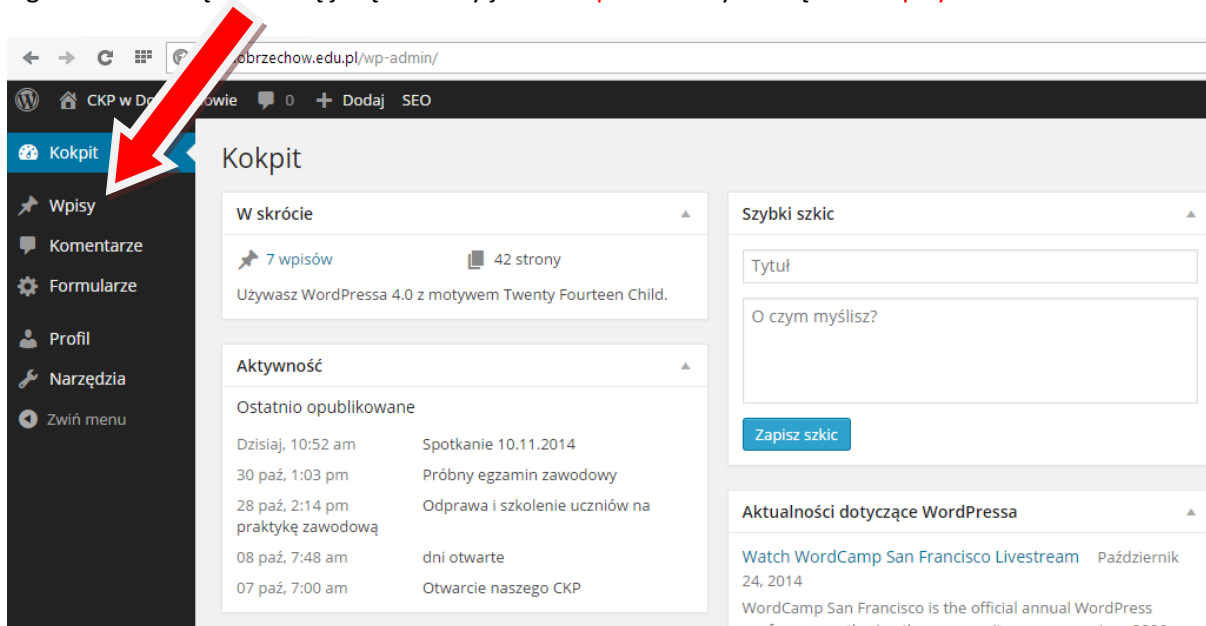 obrzechow.edu.pl/wp-admin/
CKP w Do owie 0 + Dodaj SEO
Kokpit
Wpisy
Komentarze
Formularze
Profil
Narzędzia
Zwiń menu
Kokpit
W skrócie
7 wpisów 42 strony
Używasz WordPressa 4.0 z motywem Twenty Fourteen Child.
Aktywność
Ostatnio opublikowane
Dzisiaj, 10:52 am Spotkanie 10.11.2014
30 paź, 1:03 pm Próbny egzamin zawodowy
28 paź, 2:14 pm Odprawa i szkolenie uczniów na
praktykę zawodową
08 paź, 7:48 am dni otwarte
07 paź, 7:00 am Otwarcie naszego CKP
Szybki szkic
Tytuł
O czym myślisz?
Zapisz szkic
Aktualności dotyczące WordPressa
Watch WordCamp San Francisco Livestream Październik
24, 2014
WordCamp San Francisco is the official annual WordPress